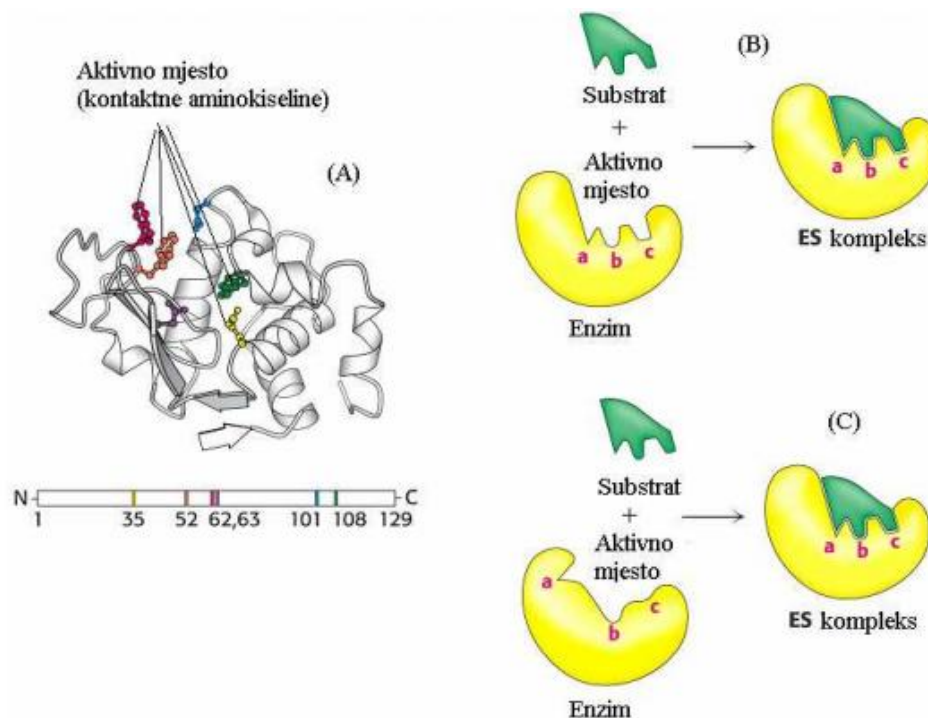 Aktivno mjesto
(kontaktne aminokiseline)
(A)
N
C
1
35
52
62,63
101
108
129
(B)
Substrat
+
Aktivno
mjesto
a
b
c
Enzim
a
b
c
ES kompleks
(C)
Substrat
+
Aktivno
mjesto
a
b
c
Enzim
a
b
c
ES kompleks